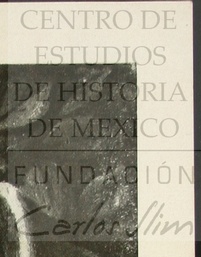 CENTRO DE
ESTUDIOS
DE HISTORIA
DE MEXICO
FUNDACIÓN
Carlos Slim